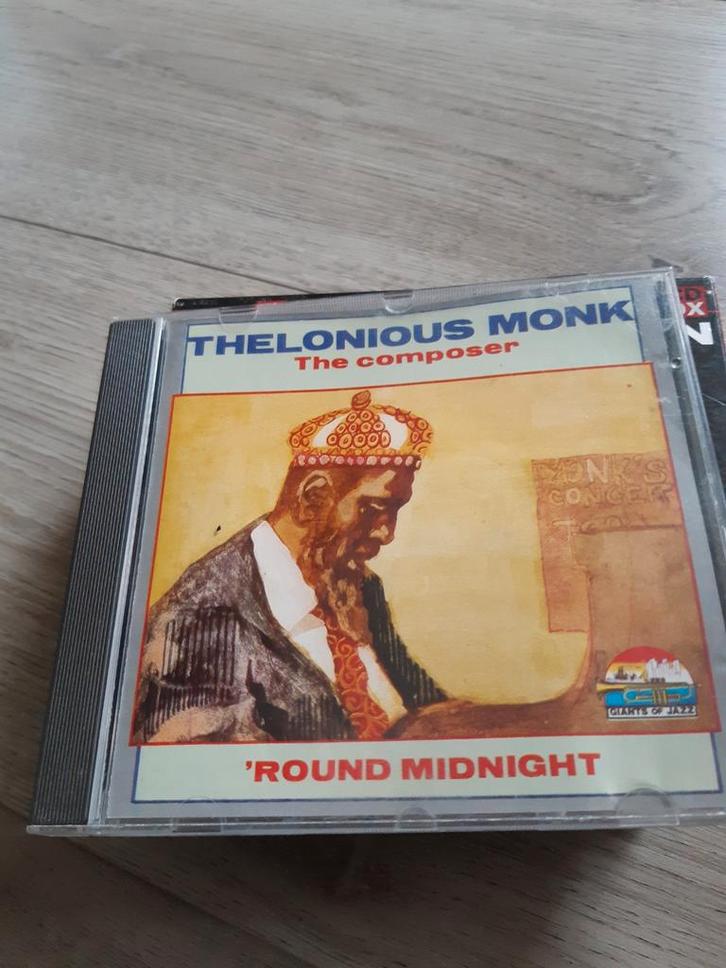 THELONIOUS MONK
The composer
MONK'S
CONCERT
GIANTS OF JAZZ
'ROUND MIDNIGHT